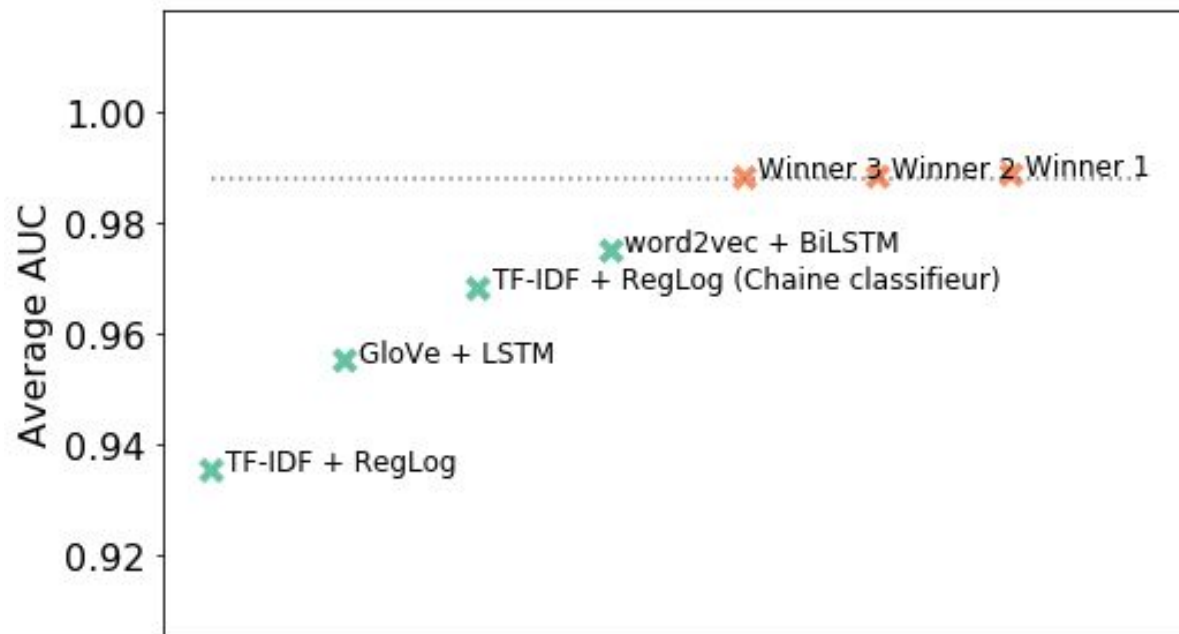 1.00
Winner 3
Winner 2
Winner 1
0.98
word2vec + BiLSTM
TF-IDF + RegLog (Chaine classifieur)
0.96
GloVe + LSTM
Average AUC
0.94
TF-IDF + RegLog
0.92